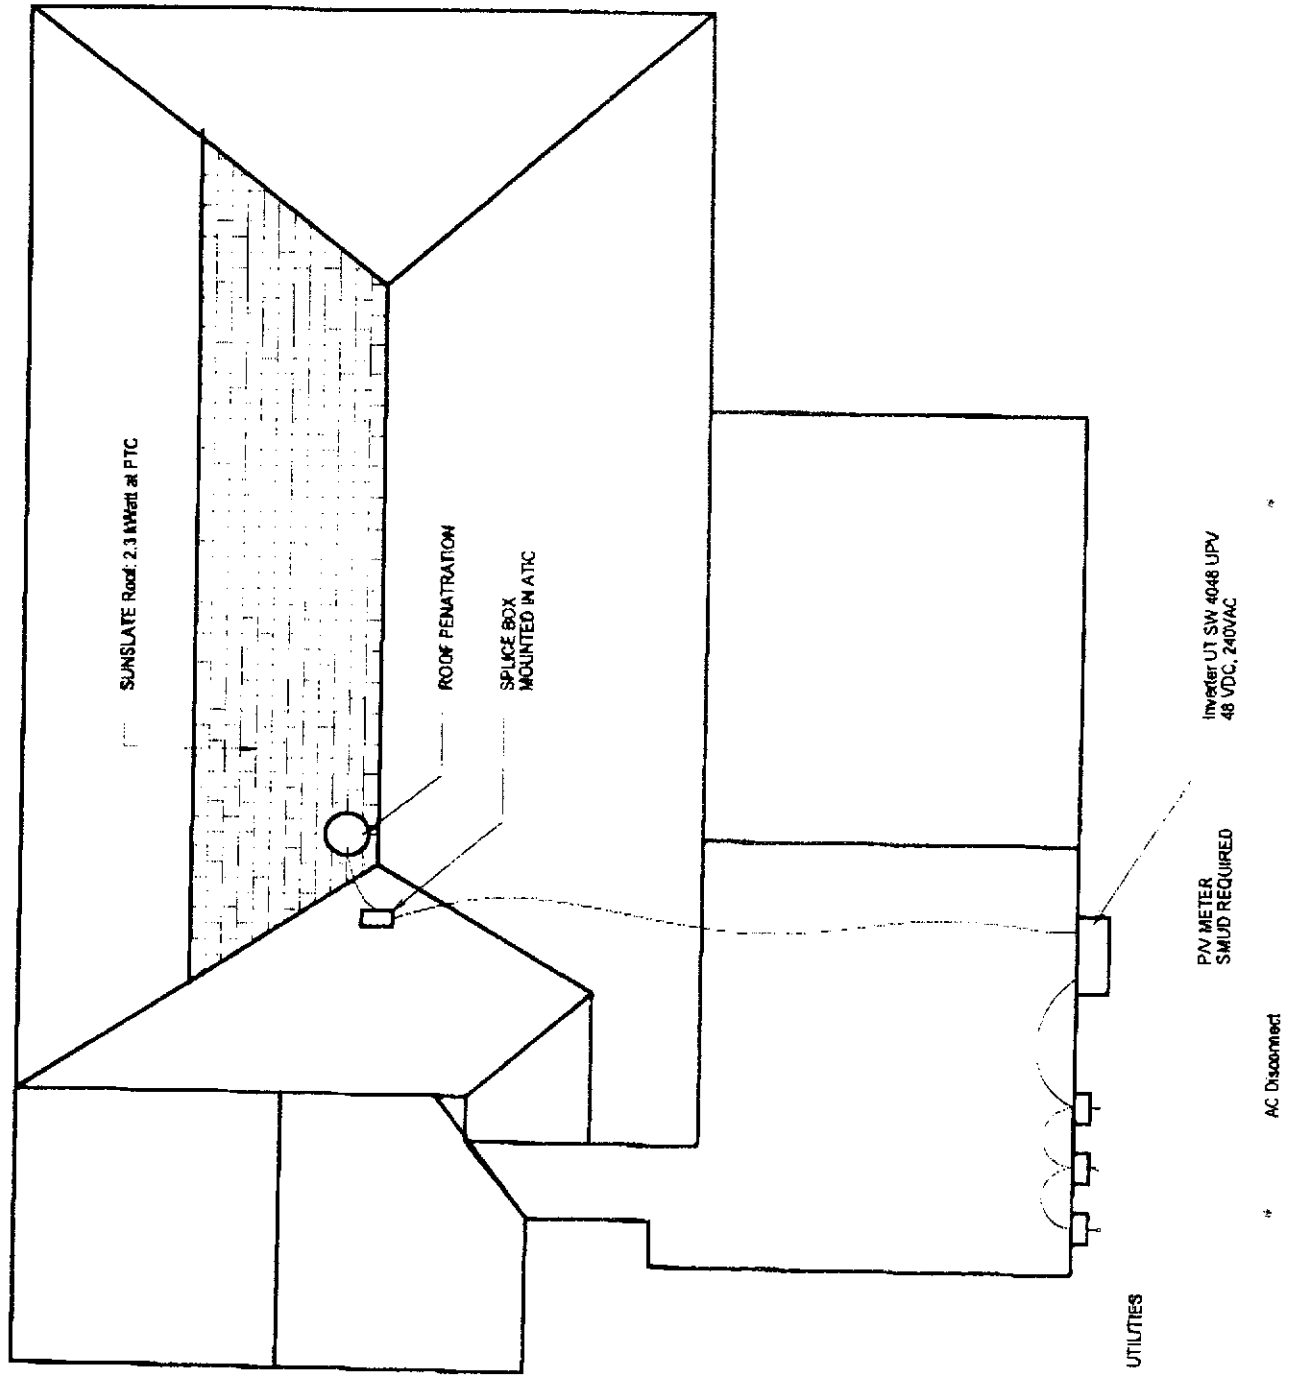 SUNSLATE Roof: 2.3 kWatt at PTC
ROOF PENATRATION
SPLICE BOX
MOUNTED IN ATIC
Inverter UT SW 4048 UPV
48 VDC, 240VAC
P/V METER
SMUD REQUIRED
AC Disconnect
UTILITIES